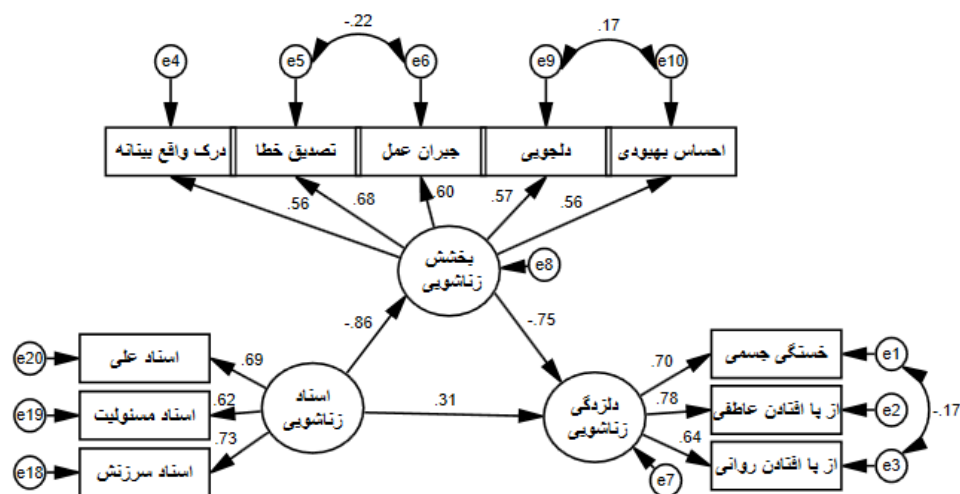 -.22
.17
e4
e5
e6
e9
e10
درک واقع بینانه
تصدیق خطا
جبران عمل
دلجویی
احساس بهبودی
.56
.68
.60
.57
.56
بخشش
زناشویی
e8
-.86
-.75
e20
اسناد علی
.69
e19
اسناد مسئولیت
.62
e18
اسناد سرزنش
.73
اسناد
زناشویی
.31
دلزدگی
زناشویی
e7
.70
خستگی جسمی
e1
.78
از پا افتادن عاطفی
e2
.64
از پا افتادن روانی
e3
-.17